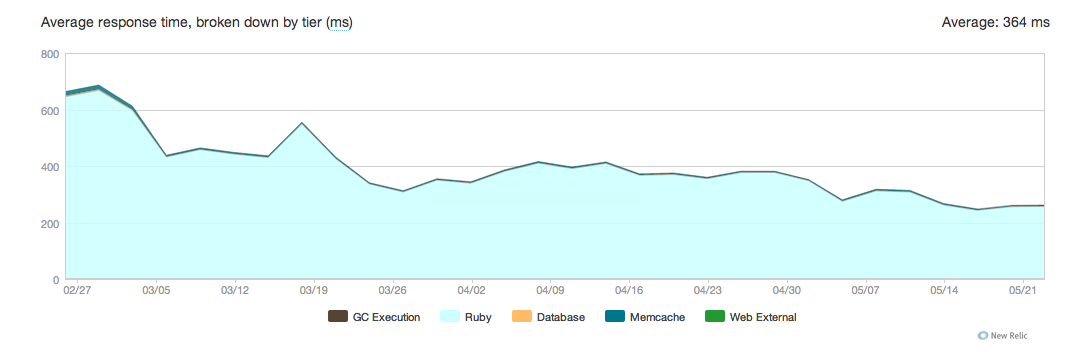 Average response time, broken down by tier (ms)
Average: 364 ms
800
600
400
200
0
02/27 03/05 03/12 03/19 03/26 04/02 04/09 04/16 04/23 04/30 05/07 05/14 05/21
GC Execution Ruby Database Memcache Web External
New Relic